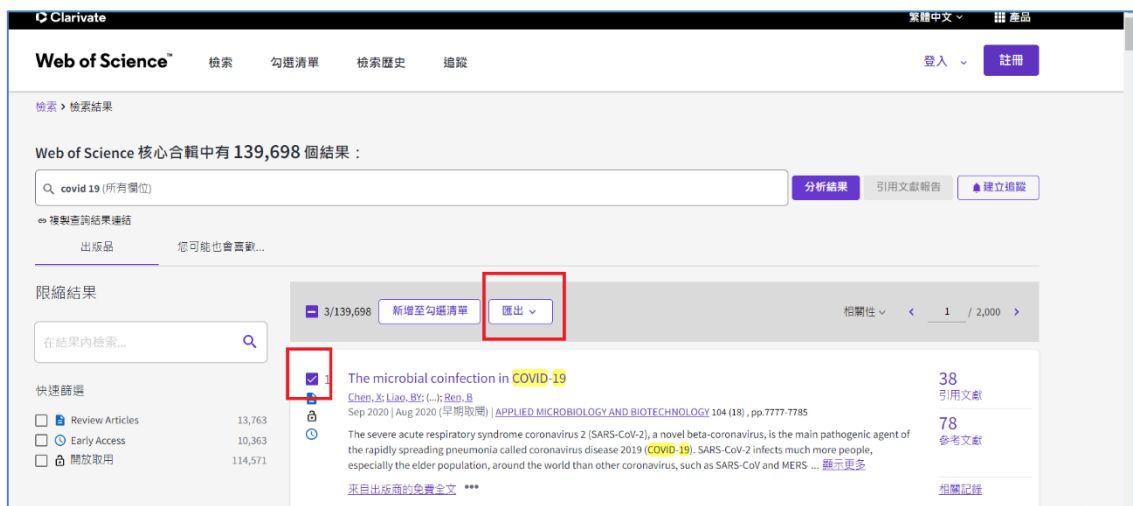 Clarivate 繁體中文 產品
Web of Science™ 檢索 勾選清單 檢索歷史 追蹤 登入 註冊
檢索 > 檢索結果
Web of Science 核心合輯中有 139,698 個結果：
covid 19 (所有欄位) 分析結果 引用文獻報告 建立追蹤
複製查詢結果連結
出版品 您可能也會喜歡...
限縮結果
3/139,698 新增至勾選清單 匯出 相關性 < 1 / 2,000 >
在結果內檢索...
快速篩選
Review Articles 13,763
Early Access 10,363
開放取用 114,571
1 The microbial coinfection in COVID-19 38
Chen, X; Liao, BY; (...); Ren, B 引用文獻
Sep 2020 | Aug 2020 (早期取閱) | APPLIED MICROBIOLOGY AND BIOTECHNOLOGY 104 (18) , pp.7777-7785
78
The severe acute respiratory syndrome coronavirus 2 (SARS-CoV-2), a novel beta-coronavirus, is the main pathogenic agent of 參考文獻
the rapidly spreading pneumonia called coronavirus disease 2019 (COVID-19). SARS-CoV-2 infects much more people,
especially the elder population, around the world than other coronavirus, such as SARS-CoV and MERS ... 顯示更多
來自出版商的免費全文 ••• 相關記錄